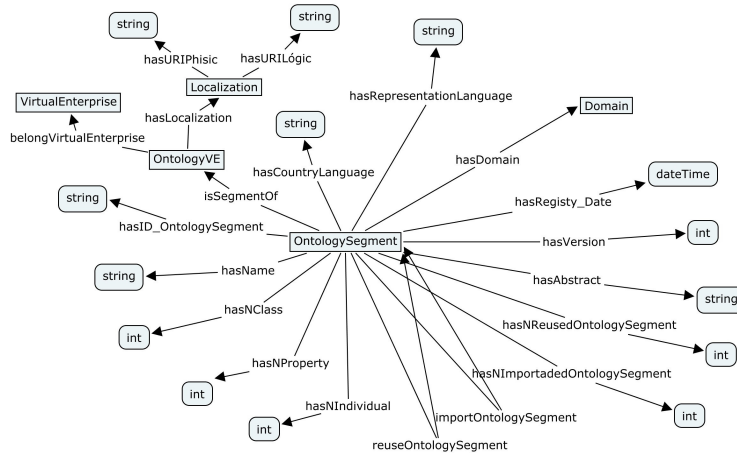 string
string
string
hasURIPhisic
hasURILógic
Localization
hasRepresentationLanguage
VirtualEnterprise
hasLocalization
Domain
string
belongVirtualEnterprise
OntologyVE
hasDomain
hasCountryLanguage
dateTime
isSegmentOf
string
hasRegisty_Date
hasID_OntologySegment
int
OntologySegment
hasVersion
string
hasName
hasAbstract
string
hasNClass
hasNReusedOntologySegment
int
int
hasNProperty
hasNImportadedOntologySegment
int
hasNIndividual
int
importOntologySegment
int
reuseOntologySegment